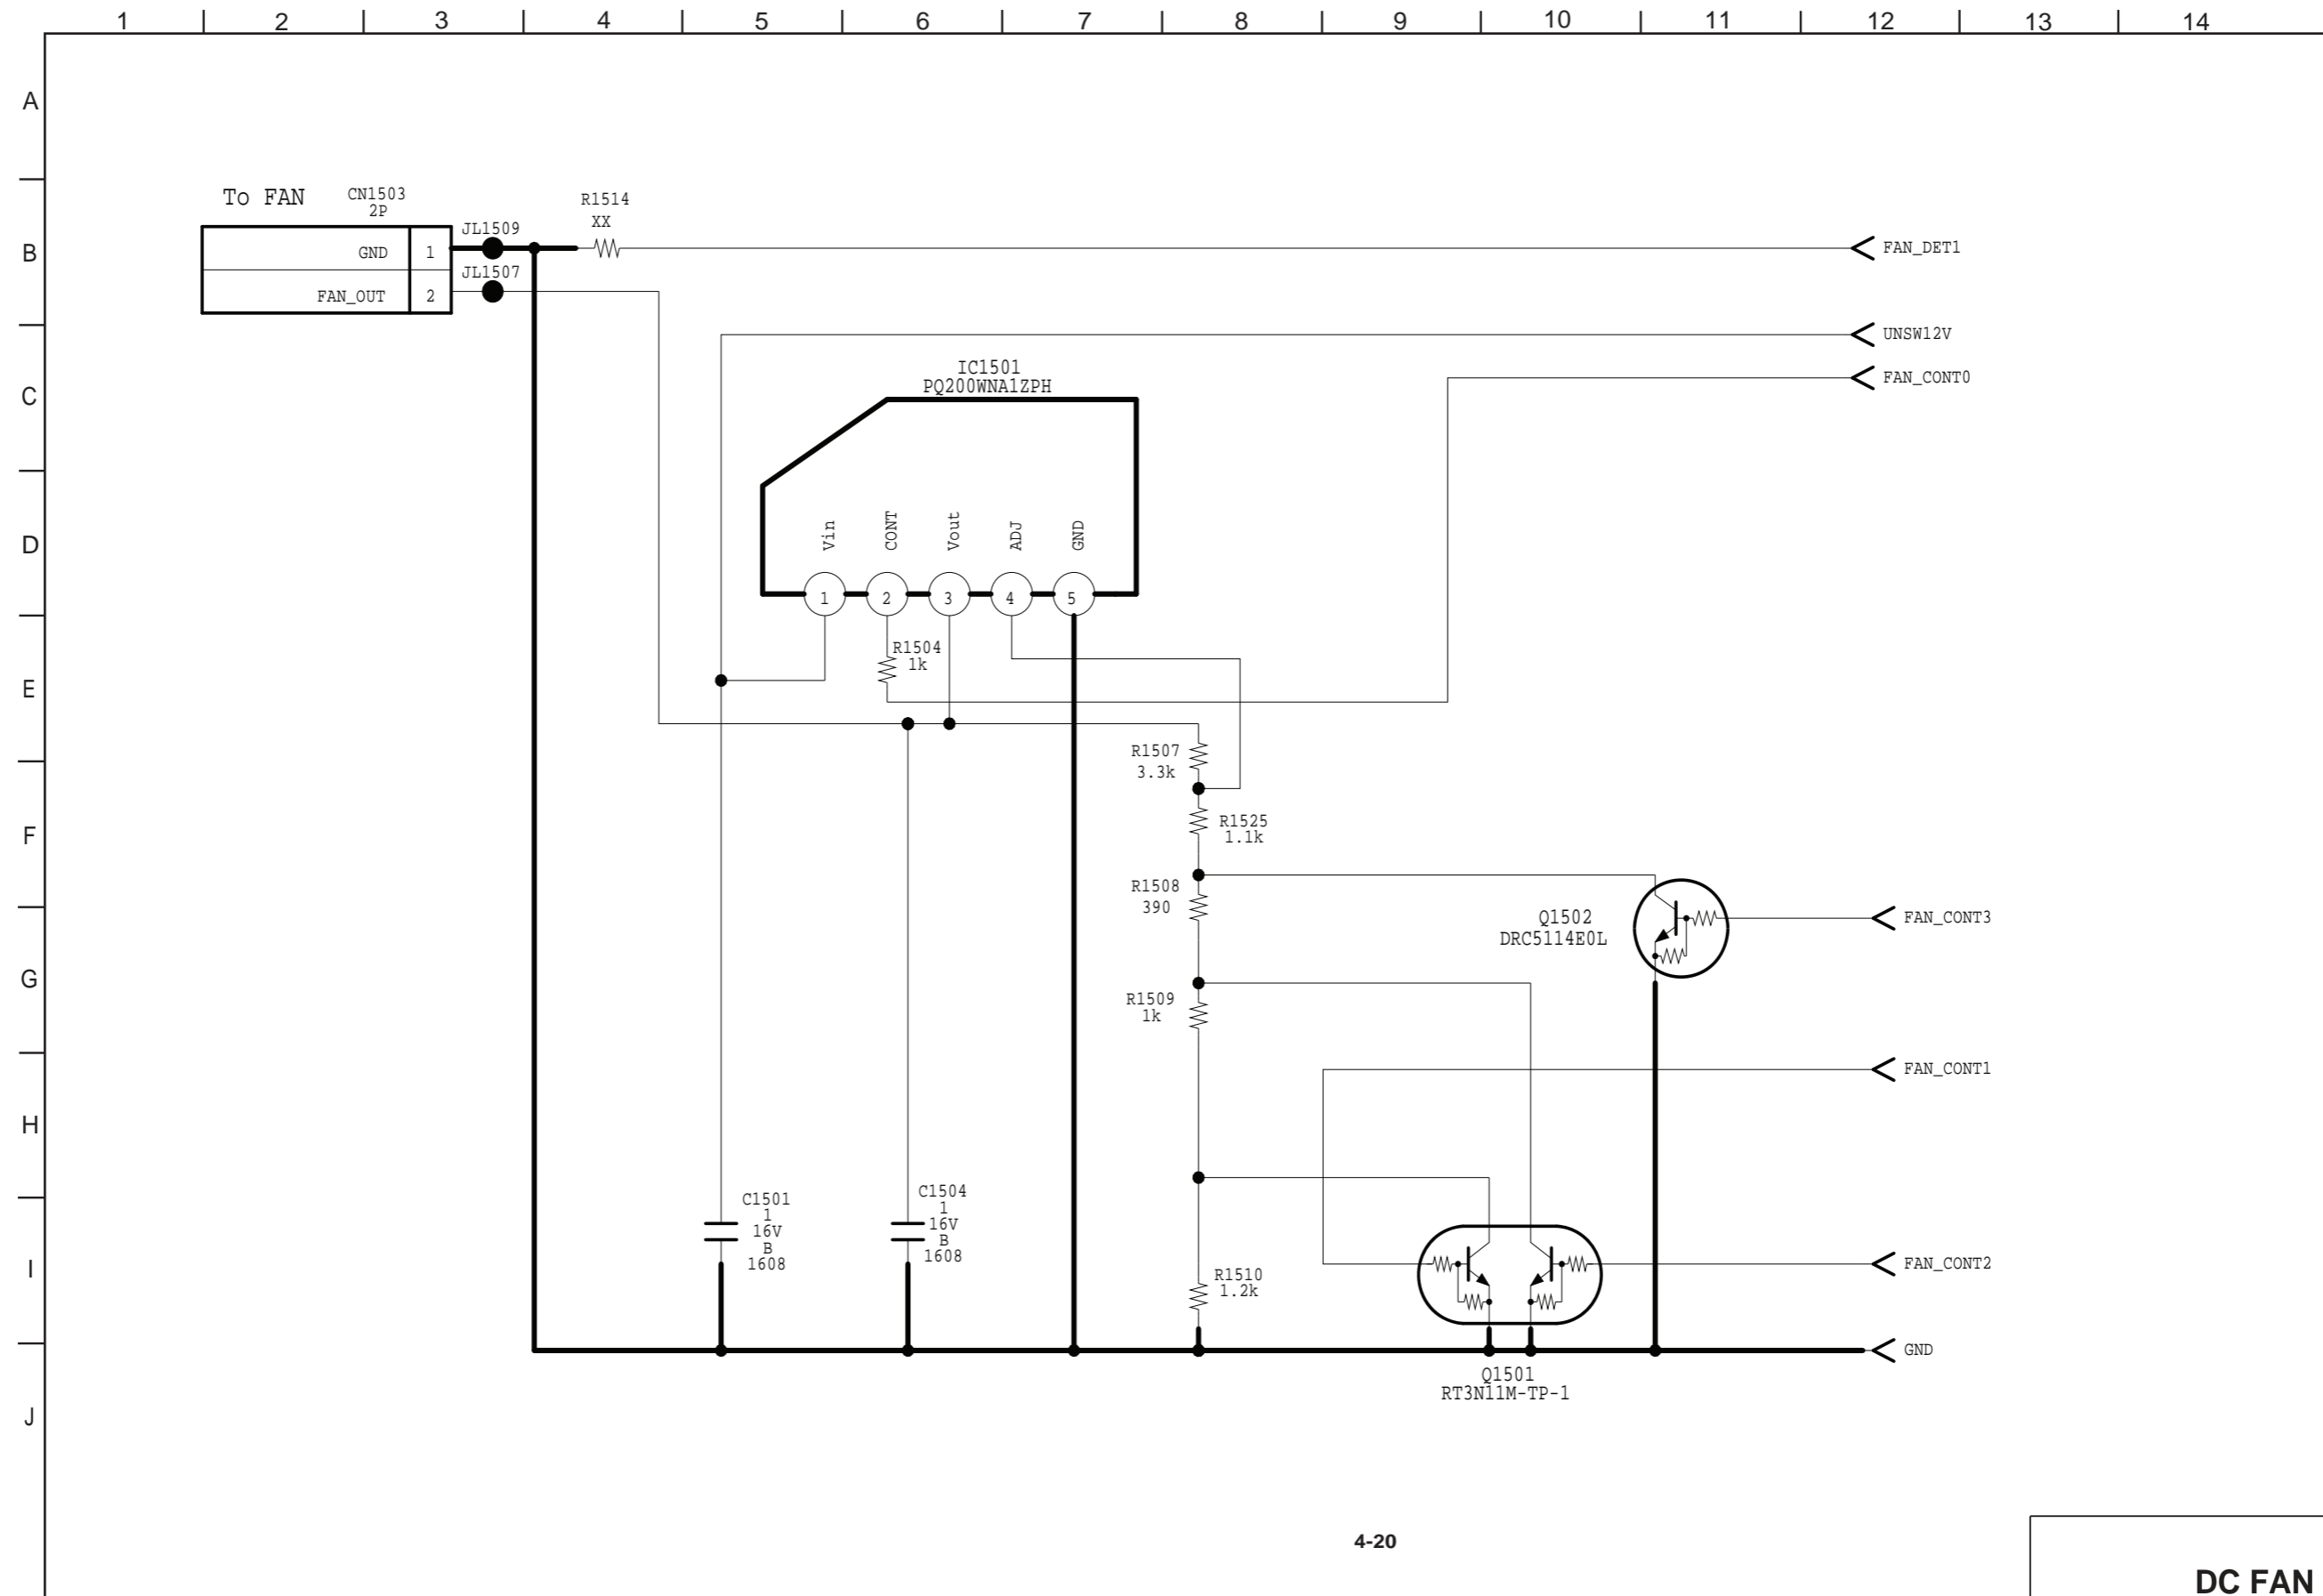 1 2 3 4 5 6 7 8 9 10 11 12 13 14
A
To FAN
CN1503
2P
R1514
XX
JL1509
B
GND 1
FAN_DET1
JL1507
FAN_OUT 2
UNSW12V
IC1501
PQ200WNA1ZPH
FAN_CONT0
C
Vin CONT Vout ADJ GND
D
1 2 3 4 5
R1504
1k
E
R1507
3.3k
R1525
1.1k
F
R1508
390
Q1502
DRC5114E0L
FAN_CONT3
G
R1509
1k
FAN_CONT1
H
C1501
1
16V
B
1608
C1504
1
16V
B
1608
I
R1510
1.2k
FAN_CONT2
GND
Q1501
RT3N11M-TP-1
J
4-20
DC FAN